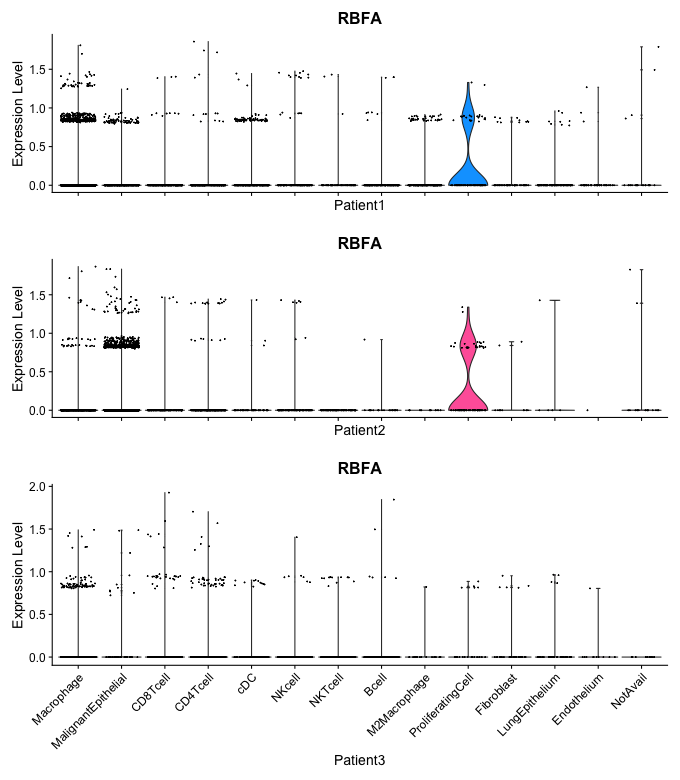 RBFA
Expression Level
1.5
1.0
0.5
0.0
Patient1
RBFA
Expression Level
1.5
1.0
0.5
0.0
Patient2
RBFA
Expression Level
2.0
1.5
1.0
0.5
0.0
Macrophage
MalignantEpithelial
CD8Tcell
CD4Tcell
cDC
NKcell
NKTcell
Bcell
M2Macrophage
ProliferatingCell
Fibroblast
LungEpithelium
Endothelium
NotAvail
Patient3